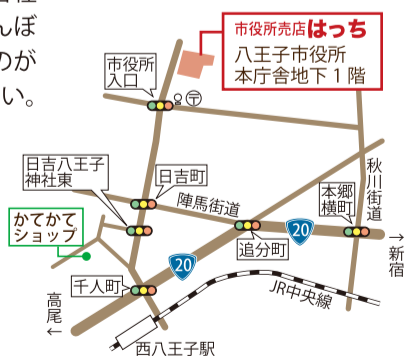 んぼ
のが
い。
市役所売店はっち
八王子市役所
本庁舎地下1階
市役所
入口
〒
日吉八王子
神社東
日吉町
陣馬街道
秋川街道
本郷
横町
かてかて
ショップ
20
追分町
→新宿
20
千人町
JR中央線
高尾←
西八王子駅